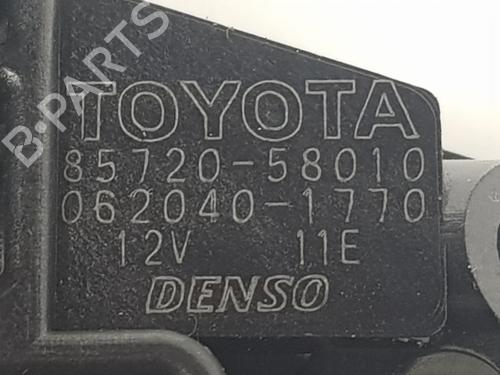 B-PARTS
TOYOTA
85720-58010
062040-1770
12V 11E
DENSO